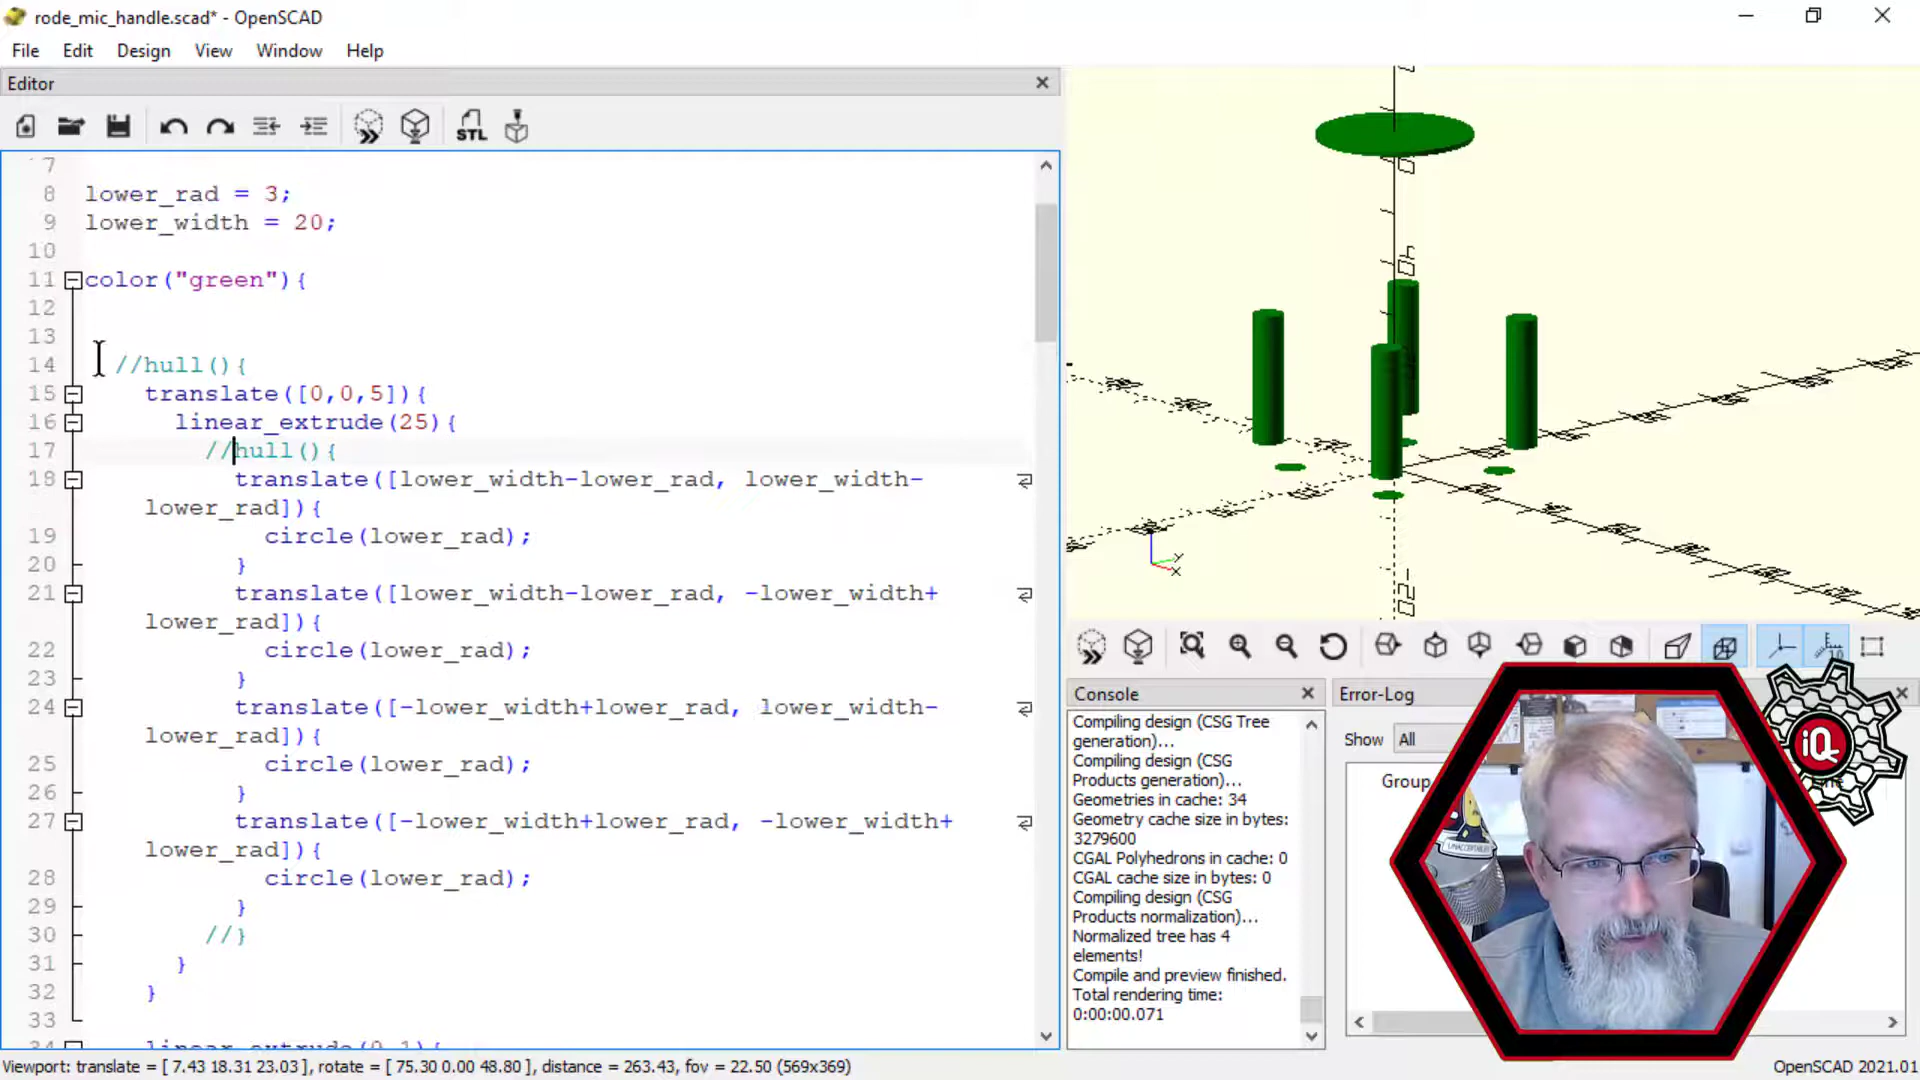 rode_mic_handle.scad* - OpenSCAD
File Edit Design View Window Help
Editor
STL
7
8 lower_rad = 3;
9 lower_width = 20;
10
11 color("green"){
12
13
14 //hull(){
15 translate([0,0,5]){
16 linear_extrude(25){
17 //hull(){
18 translate([lower_width-lower_rad, lower_width-
lower_rad]){
19 circle(lower_rad);
20 }
21 translate([lower_width-lower_rad, -lower_width+
lower_rad]){
22 circle(lower_rad);
23 }
24 translate([-lower_width+lower_rad, lower_width-
lower_rad]){
25 circle(lower_rad);
26 }
27 translate([-lower_width+lower_rad, -lower_width+
lower_rad]){
28 circle(lower_rad);
29 }
30 //}
31 }
32 }
33
34 linear_extrude(0.1){
Console
Compiling design (CSG Tree
generation)...
Compiling design (CSG
Products generation)...
Geometries in cache: 34
Geometry cache size in bytes:
3279600
CGAL Polyhedrons in cache: 0
CGAL cache size in bytes: 0
Compiling design (CSG
Products normalization)...
Normalized tree has 4
elements!
Compile and preview finished.
Total rendering time:
0:00:00.071
Error-Log
Show All
Group
iQ
Viewport: translate = [ 7.43 18.31 23.03 ], rotate = [ 75.30 0.00 48.80 ], distance = 263.43, fov = 22.50 (569x369)
OpenSCAD 2021.01